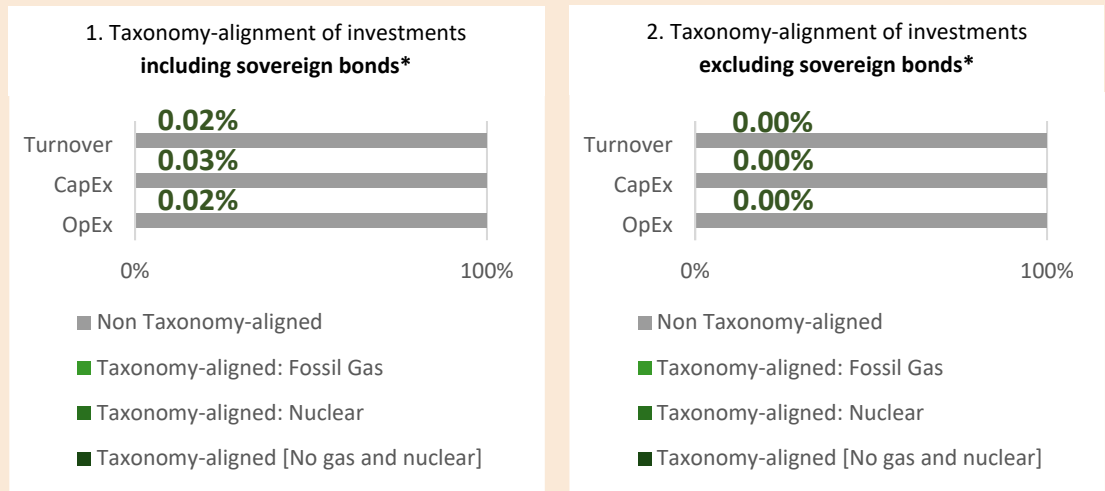 1. Taxonomy-alignment of investments
including sovereign bonds*
0.02%
Turnover
0.03%
CapEx
0.02%
OpEx
0%
100%
Non Taxonomy-aligned
Taxonomy-aligned: Fossil Gas
Taxonomy-aligned: Nuclear
Taxonomy-aligned [No gas and nuclear]
2. Taxonomy-alignment of investments
excluding sovereign bonds*
0.00%
Turnover
0.00%
CapEx
0.00%
OpEx
0%
100%
Non Taxonomy-aligned
Taxonomy-aligned: Fossil Gas
Taxonomy-aligned: Nuclear
Taxonomy-aligned [No gas and nuclear]